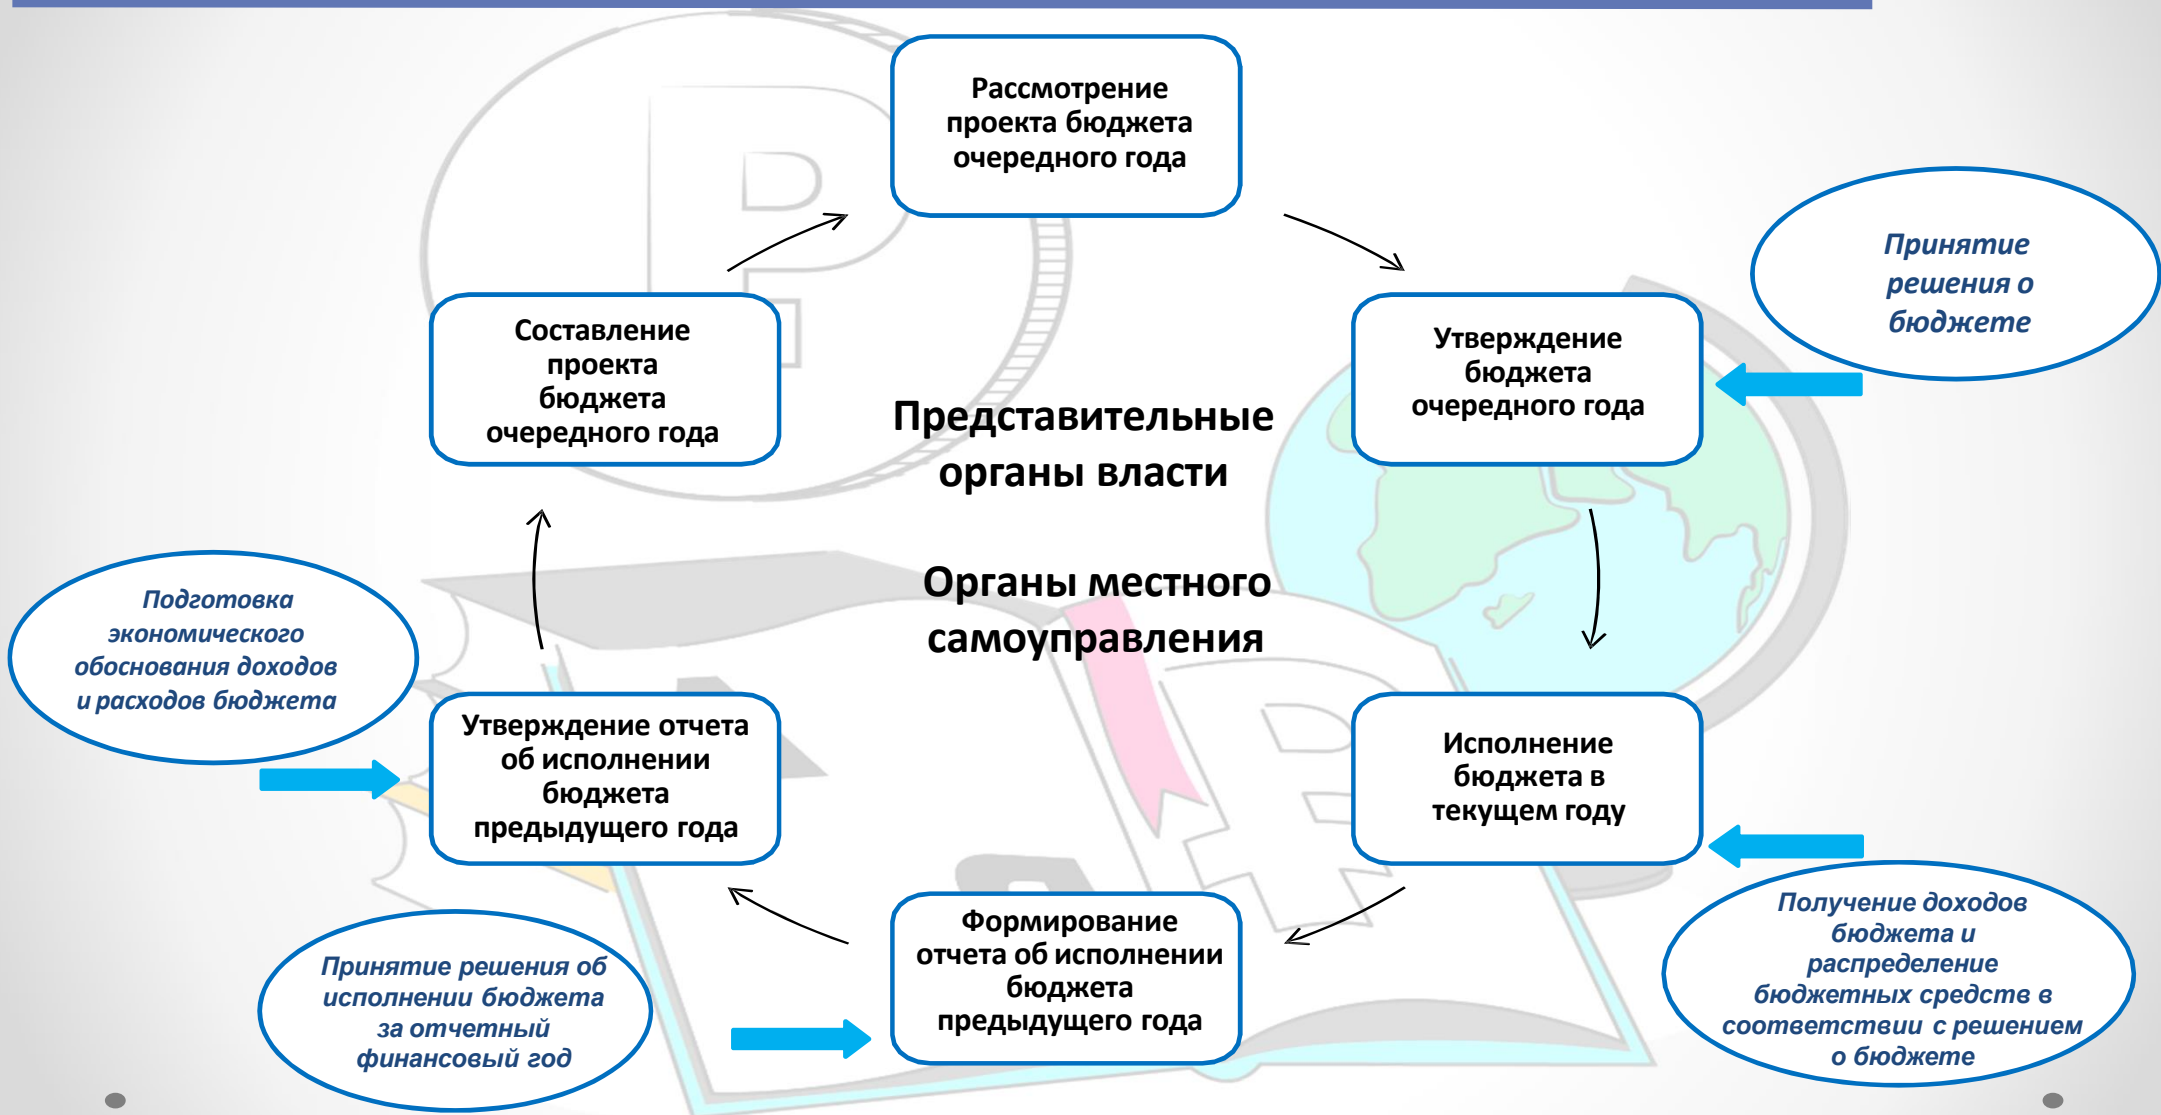 Рассмотрение
проекта бюджета
очередного года
Принятие
решения о
бюджете
Составление
проекта
бюджета
очередного года
Утверждение
бюджета
очередного года
Представительные
органы власти
Органы местного
самоуправления
Подготовка
экономического
обоснования доходов
и расходов бюджета
Утверждение отчета
об исполнении
бюджета
предыдущего года
Исполнение
бюджета в
текущем году
Формирование
отчета об исполнении
бюджета
предыдущего года
Принятие решения об
исполнении бюджета
за отчетный
финансовый год
Получение доходов
бюджета и
распределение
бюджетных средств в
соответствии с решением
о бюджете